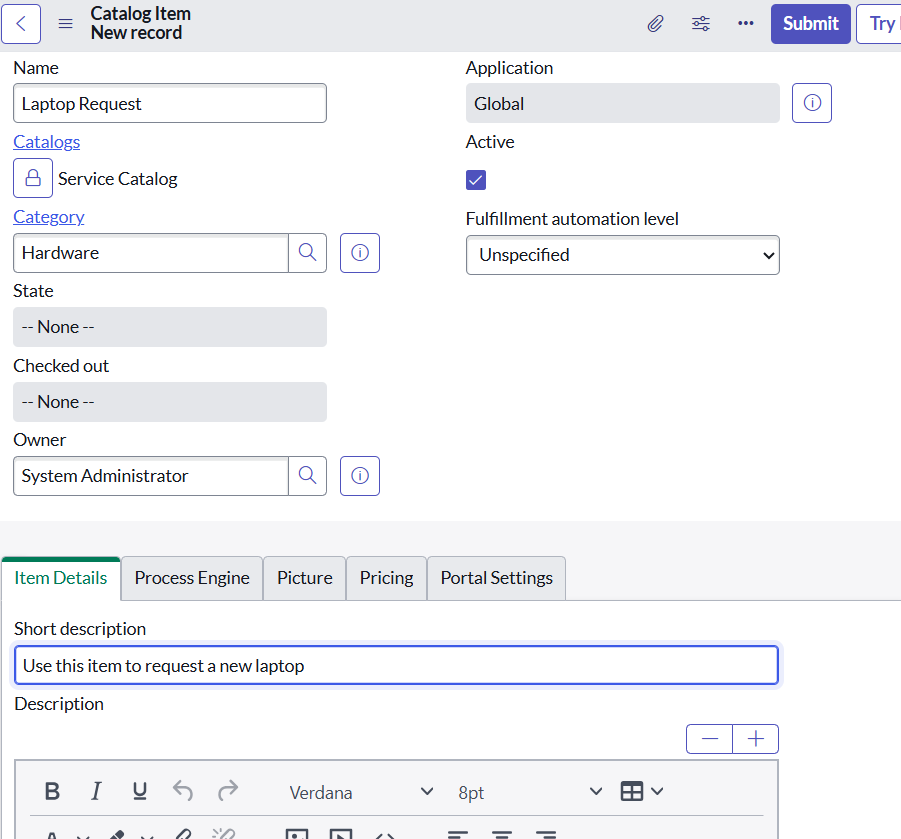 Catalog Item
New record
Submit
Try
Name
Laptop Request
Application
Global
Catalogs
Service Catalog
Active
Category
Hardware
Fulfillment automation level
Unspecified
State
-- None --
Checked out
-- None --
Owner
System Administrator
Item Details
Process Engine
Picture
Pricing
Portal Settings
Short description
Use this item to request a new laptop
Description
B I U Verdana 8pt